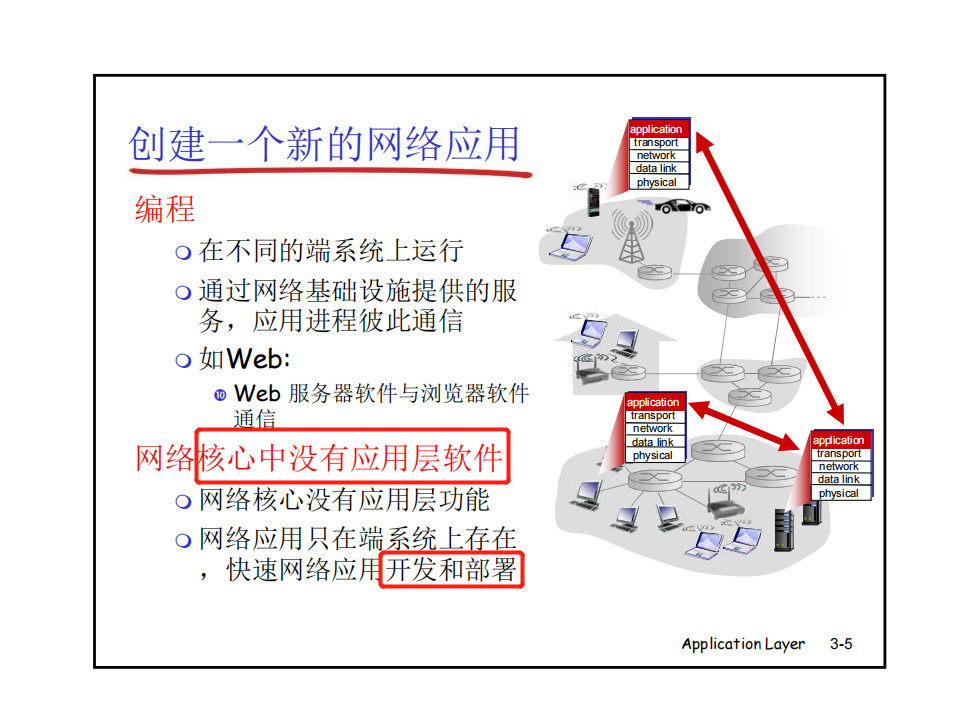 创建一个新的网络应用
编程
在不同的端系统上运行
通过网络基础设施提供的服
务，应用进程彼此通信
如Web:
⑩ Web 服务器软件与浏览器软件
通信
网络核心中没有应用层软件
网络核心没有应用层功能
网络应用只在端系统上存在
，快速网络应用开发和部署
application
transport
network
data link
physical
application
transport
network
data link
physical
application
transport
network
data link
physical
Application Layer 3-5